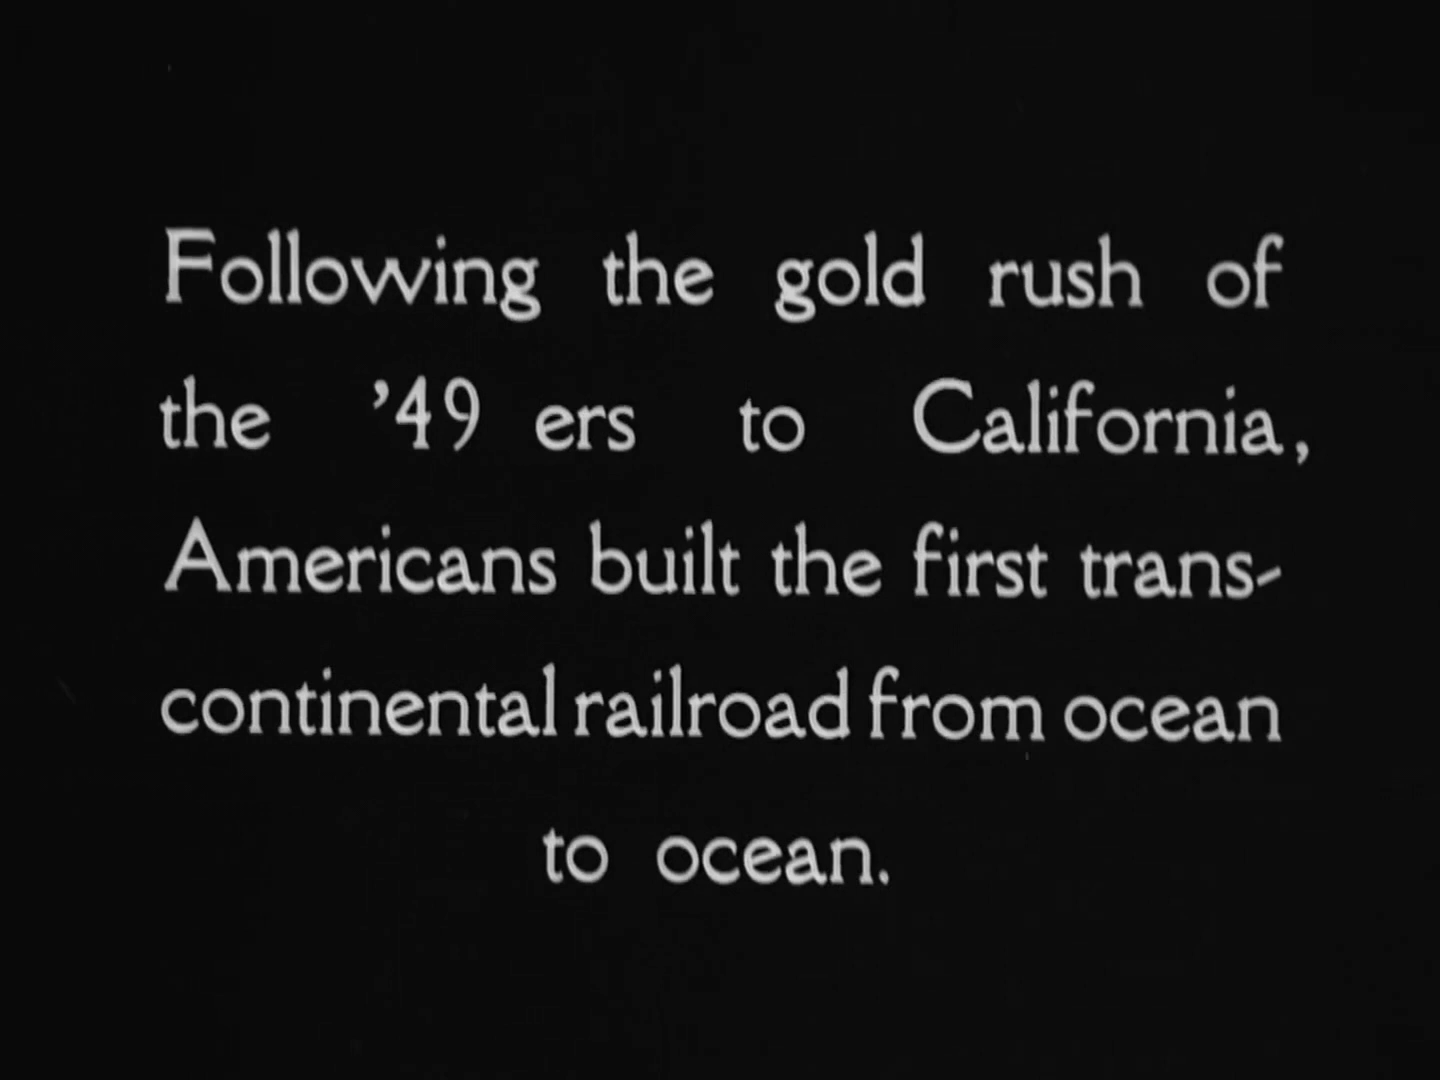 Following the gold rush of
the ’49 ers to California,
Americans built the first trans-
continental railroad from ocean
to ocean.